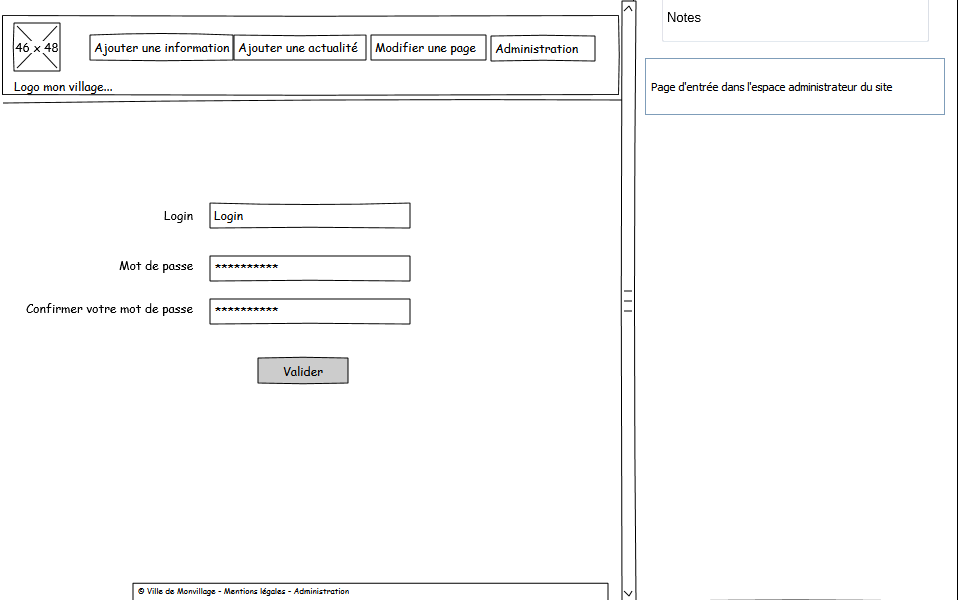 46 x 48
Ajouter une information
Ajouter une actualité
Modifier une page
Administration
Logo mon village...
Login
Login
Mot de passe
**********
Confirmer votre mot de passe
**********
Valider
© Ville de Monvillage - Mentions légales - Administration
Notes
Page d'entrée dans l'espace administrateur du site